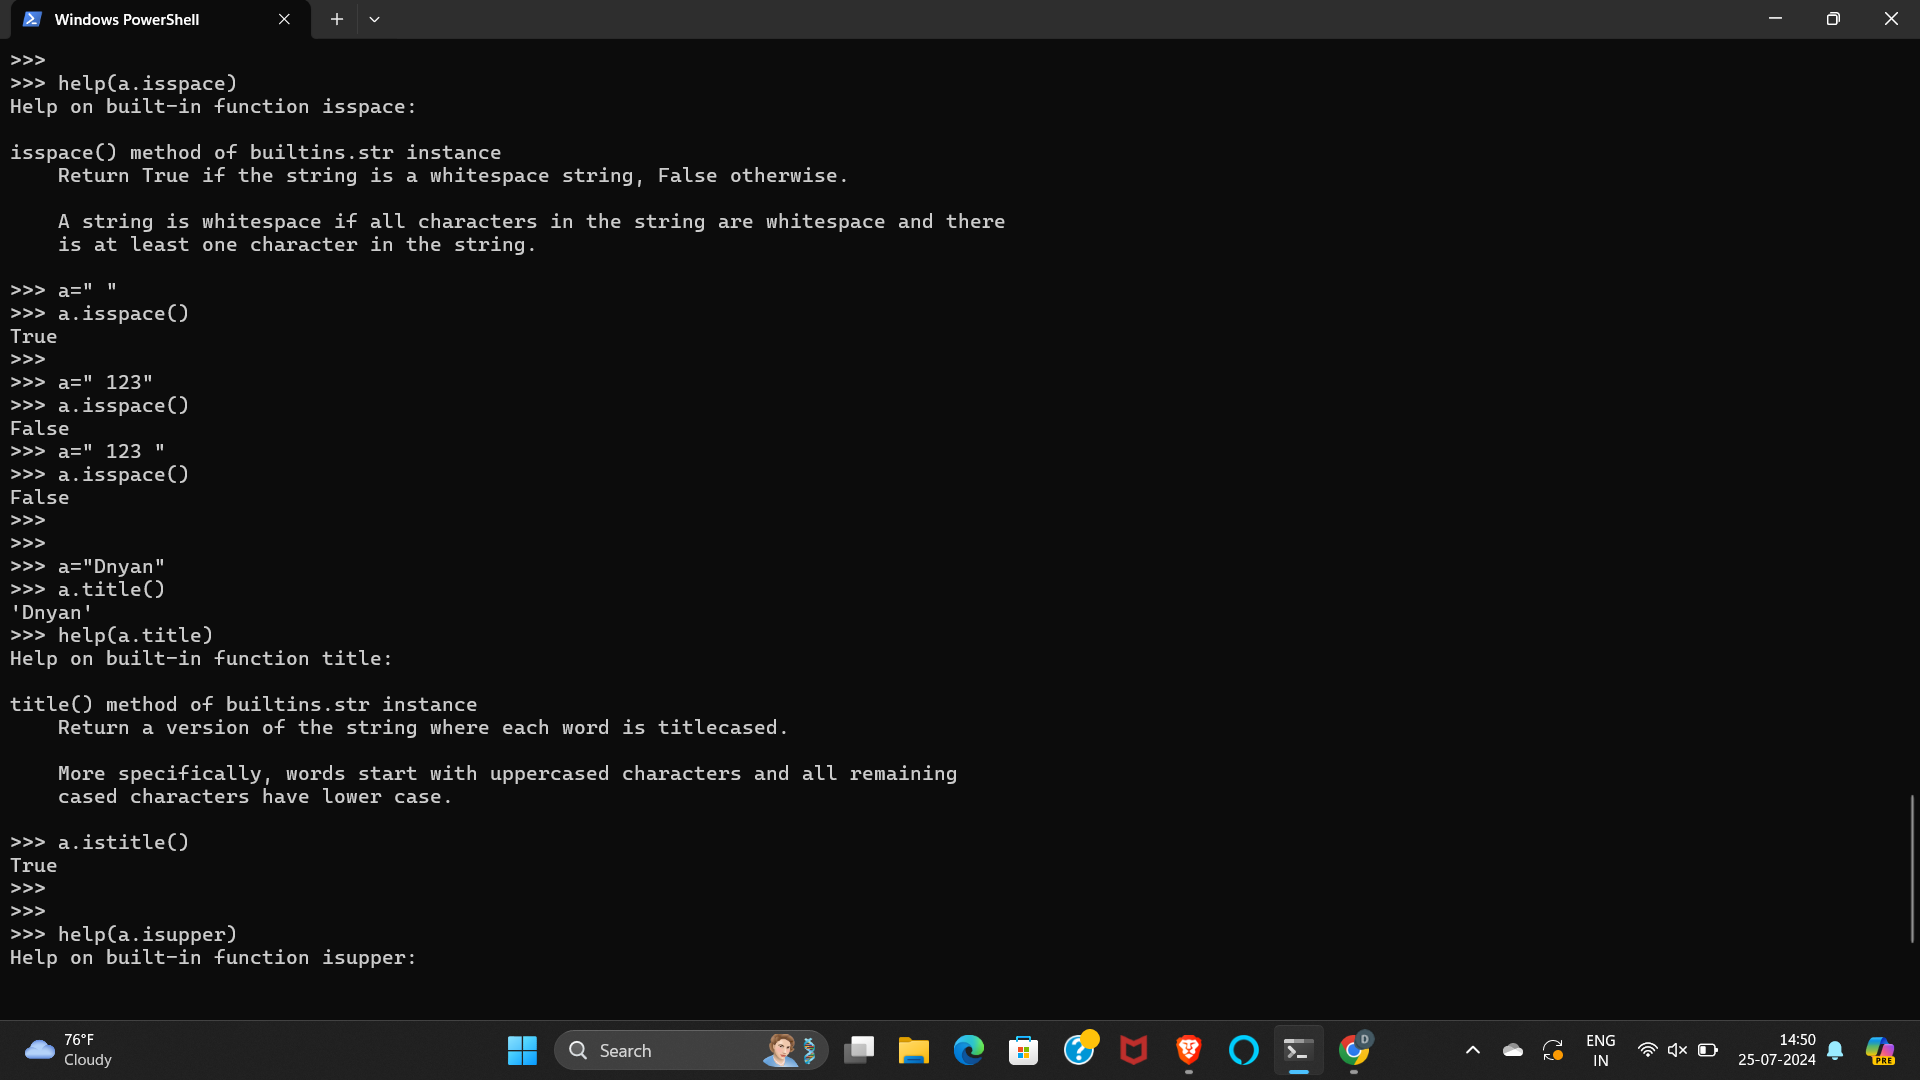 Windows PowerShell
>>>
>>> help(a.isspace)
Help on built-in function isspace:
isspace() method of builtins.str instance
    Return True if the string is a whitespace string, False otherwise.
    A string is whitespace if all characters in the string are whitespace and there
    is at least one character in the string.
>>> a=" "
>>> a.isspace()
True
>>>
>>> a=" 123"
>>> a.isspace()
False
>>> a=" 123 "
>>> a.isspace()
False
>>>
>>>
>>> a="Dnyan"
>>> a.title()
'Dnyan'
>>> help(a.title)
Help on built-in function title:
title() method of builtins.str instance
    Return a version of the string where each word is titlecased.
    More specifically, words start with uppercased characters and all remaining
    cased characters have lower case.
>>> a.istitle()
True
>>>
>>>
>>> help(a.isupper)
Help on built-in function isupper:
76°F
Cloudy
Search
D
ENG
IN
14:50
25-07-2024
PRE